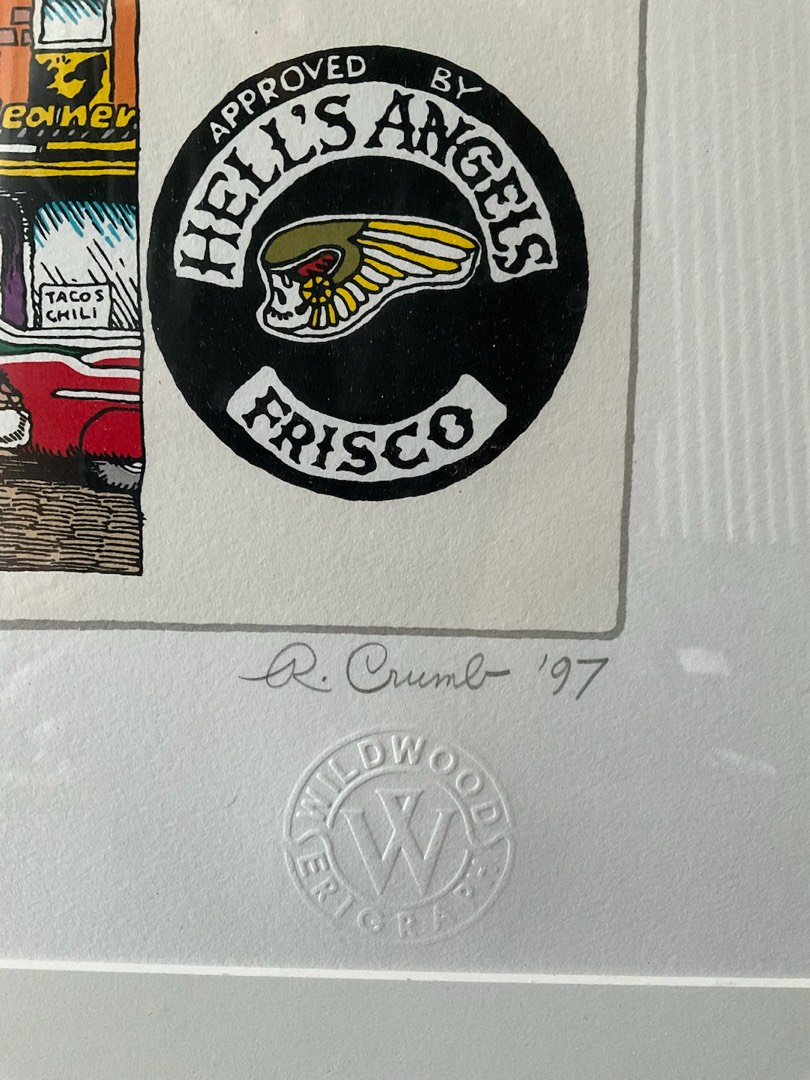 eaner
TACOS
CHILI
APPROVED BY
HELL'S ANGELS
FRISCO
R. Crumb '97
WILDWOOD
W
SERIGRAPH